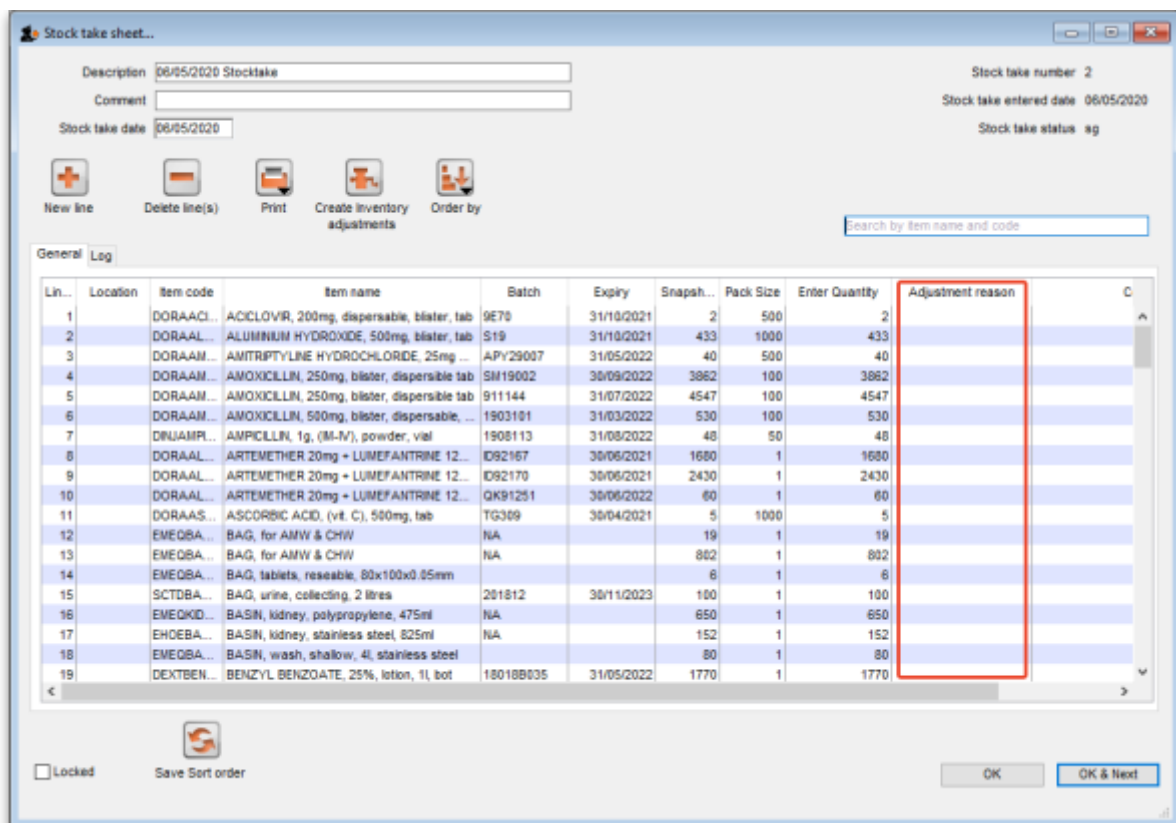 Stock take sheet...
Description 06/05/2020 Stocktake
Stock take number 2
Comment
Stock take entered date 06/05/2020
Stock take date 06/05/2020
Stock take status sg
New line Delete line(s) Print Create Inventory adjustments Order by
Search by item name and code
General Log
Lin... Location Item code Item name Batch Expiry Snapsh... Pack Size Enter Quantity Adjustment reason C
1 DORAACI... ACICLOVIR, 200mg, dispersable, blister, tab 9E70 31/10/2021 2 500 2
2 DORAAL... ALUMINIUM HYDROXIDE, 500mg, blister, tab S19 31/10/2021 433 1000 433
3 DORAAM... AMITRIPTYLINE HYDROCHLORIDE, 25mg ... APY29007 31/05/2022 40 500 40
4 DORAAM... AMOXICILLIN, 250mg, blister, dispersible tab SM19002 30/09/2022 3862 100 3862
5 DORAAM... AMOXICILLIN, 250mg, blister, dispersible tab 911144 31/07/2022 4547 100 4547
6 DORAAM... AMOXICILLIN, 500mg, blister, dispersable, ... 1903101 31/03/2022 530 100 530
7 DINJAMPI... AMPICILLIN, 1g, (IM-IV), powder, vial 1908113 31/08/2022 48 50 48
8 DORAAL... ARTEMETHER 20mg + LUMEFANTRINE 12... ID92167 30/06/2021 1680 1 1680
9 DORAAL... ARTEMETHER 20mg + LUMEFANTRINE 12... ID92170 30/06/2021 2430 1 2430
10 DORAAL... ARTEMETHER 20mg + LUMEFANTRINE 12... QK91251 30/06/2022 60 1 60
11 DORAAS... ASCORBIC ACID, (vit. C), 500mg, tab TG309 30/04/2021 5 1000 5
12 EMEQBA... BAG, for AMW & CHW NA 19 1 19
13 EMEQBA... BAG, for AMW & CHW NA 802 1 802
14 EMEQBA... BAG, tablets, reseable, 80x100x0.05mm 6 1 6
15 SCTDBA... BAG, urine, collecting, 2 litres 201812 30/11/2023 100 1 100
16 EMEQKID... BASIN, kidney, polypropylene, 475ml NA 650 1 650
17 EHOEBA... BASIN, kidney, stainless steel, 825ml NA 152 1 152
18 EMEQBA... BASIN, wash, shallow, 4l, stainless steel 80 1 80
19 DEXTBEN... BENZYL BENZOATE, 25%, lotion, 1l, bot 18018B035 31/05/2022 1770 1 1770
Locked Save Sort order OK OK & Next